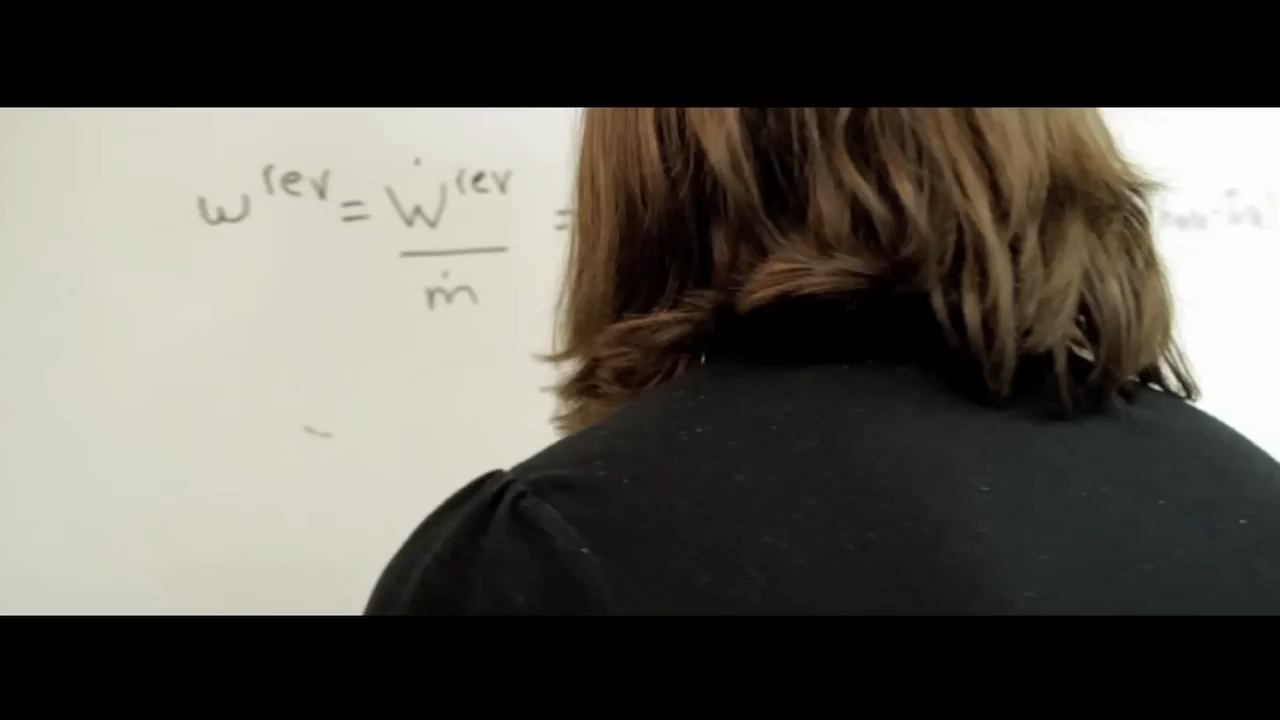 w^rev = Ẇ^rev =
ṁ